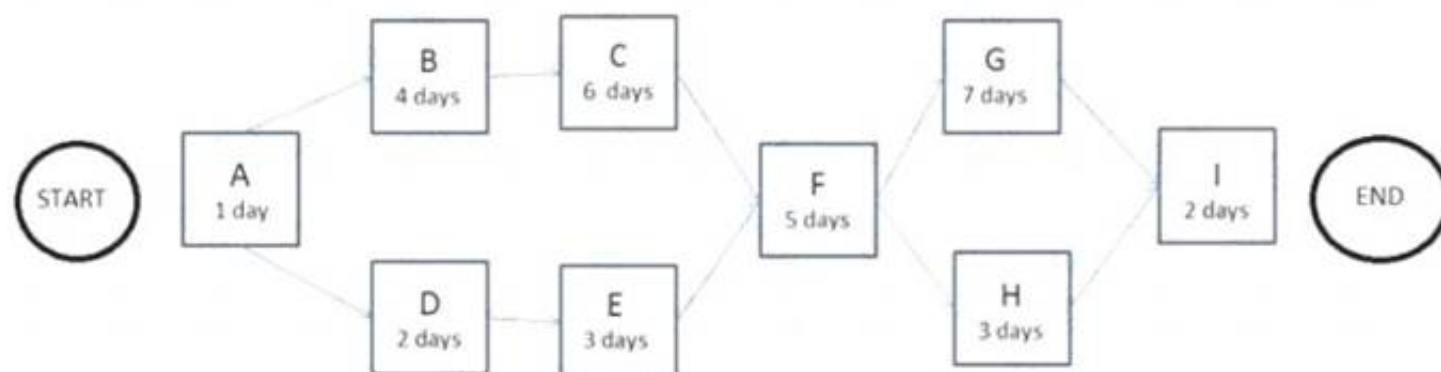 START
A
1 day
B
4 days
C
6 days
D
2 days
E
3 days
F
5 days
G
7 days
H
3 days
I
2 days
END